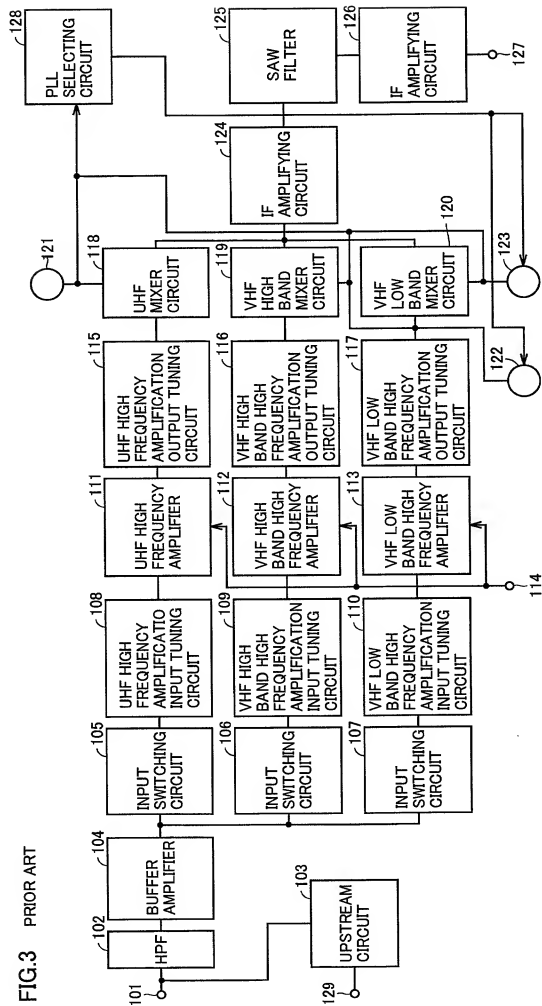 FIG.3 PRIOR ART
101
102
HPF
104
BUFFER
AMPLIFIER
129
103
UPSTREAM
CIRCUIT
105
INPUT
SWITCHING
CIRCUIT
106
INPUT
SWITCHING
CIRCUIT
107
INPUT
SWITCHING
CIRCUIT
108
UHF HIGH
FREQUENCY
AMPLIFICATIO
INPUT TUNING
CIRCUIT
109
VHF HIGH
BAND HIGH
FREQUENCY
AMPLIFICATION
INPUT TUNING
CIRCUIT
110
VHF LOW
BAND HIGH
FREQUENCY
AMPLIFICATION
INPUT TUNING
CIRCUIT
111
UHF HIGH
FREQUENCY
AMPLIFIER
112
VHF HIGH
BAND HIGH
FREQUENCY
AMPLIFIER
113
VHF LOW
BAND HIGH
FREQUENCY
AMPLIFIER
114
115
UHF HIGH
FREQUENCY
AMPLIFICATION
OUTPUT TUNING
CIRCUIT
116
VHF HIGH
BAND HIGH
FREQUENCY
AMPLIFICATION
OUTPUT TUNING
CIRCUIT
117
VHF LOW
BAND HIGH
FREQUENCY
AMPLIFICATION
OUTPUT TUNING
CIRCUIT
118
UHF
MIXER
CIRCUIT
119
VHF
HIGH
BAND MIXER
CIRCUIT
120
VHF
LOW
BAND
MIXER
CIRCUIT
121
122
123
124
IF AMPLIFYING
CIRCUIT
125
SAW
FILTER
126
IF AMPLIFYING
CIRCUIT
127
128
PLL
SELECTING
CIRCUIT